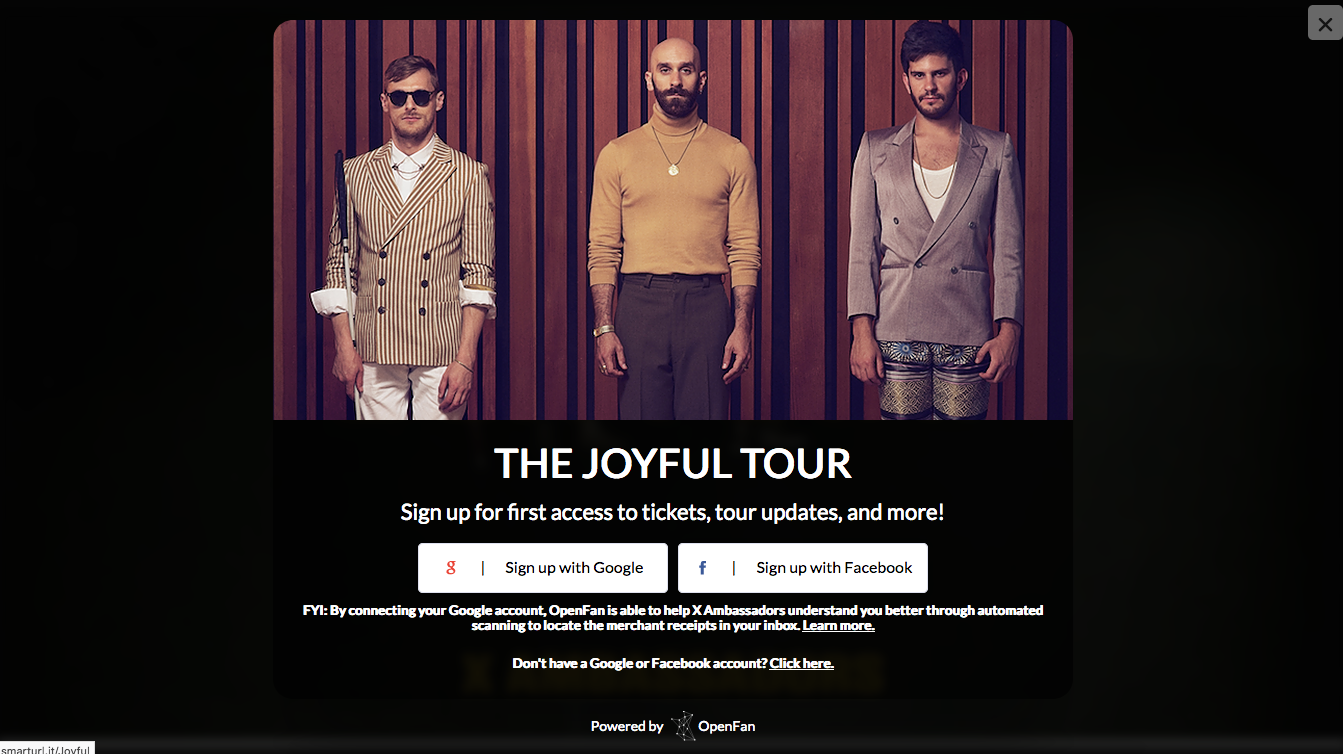 THE JOYFUL TOUR
Sign up for first access to tickets, tour updates, and more!
g | Sign up with Google
f | Sign up with Facebook
FYI: By connecting your Google account, OpenFan is able to help X Ambassadors understand you better through automated
scanning to locate the merchant receipts in your inbox. Learn more.
Don't have a Google or Facebook account? Click here.
X AMBASSADORS
Powered by OpenFan
smarturl.it/Joyful